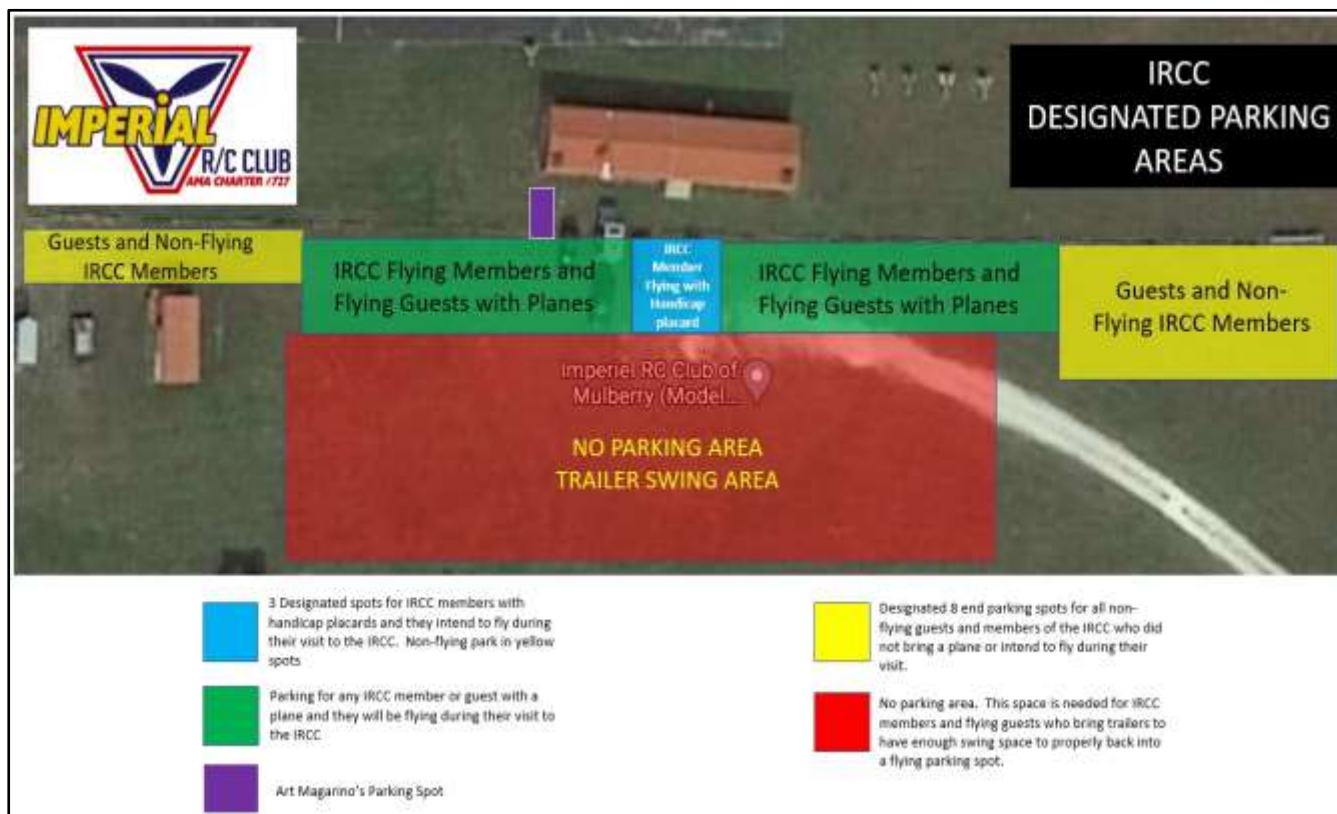 IMPERIAL
R/C CLUB
AMA CHARTER #727
IRCC
DESIGNATED PARKING
AREAS
Guests and Non-Flying
IRCC Members
IRCC Flying Members and
Flying Guests with Planes
IRCC
Member
Flying with
Handicap
placard
IRCC Flying Members and
Flying Guests with Planes
Guests and Non-
Flying IRCC Members
Imperiel RC Club of
Mulberry (Model...
NO PARKING AREA
TRAILER SWING AREA
3 Designated spots for IRCC members with
handicap placards and they intend to fly during
their visit to the IRCC. Non-flying park in yellow
spots
Parking for any IRCC member or guest with a
plane and they will be flying during their visit to
the IRCC
Art Magarino's Parking Spot
Designated 8 end parking spots for all non-
flying guests and members of the IRCC who did
not bring a plane or intend to fly during their
visit.
No parking area. This space is needed for IRCC
members and flying guests who bring trailers to
have enough swing space to properly back into
a flying parking spot.